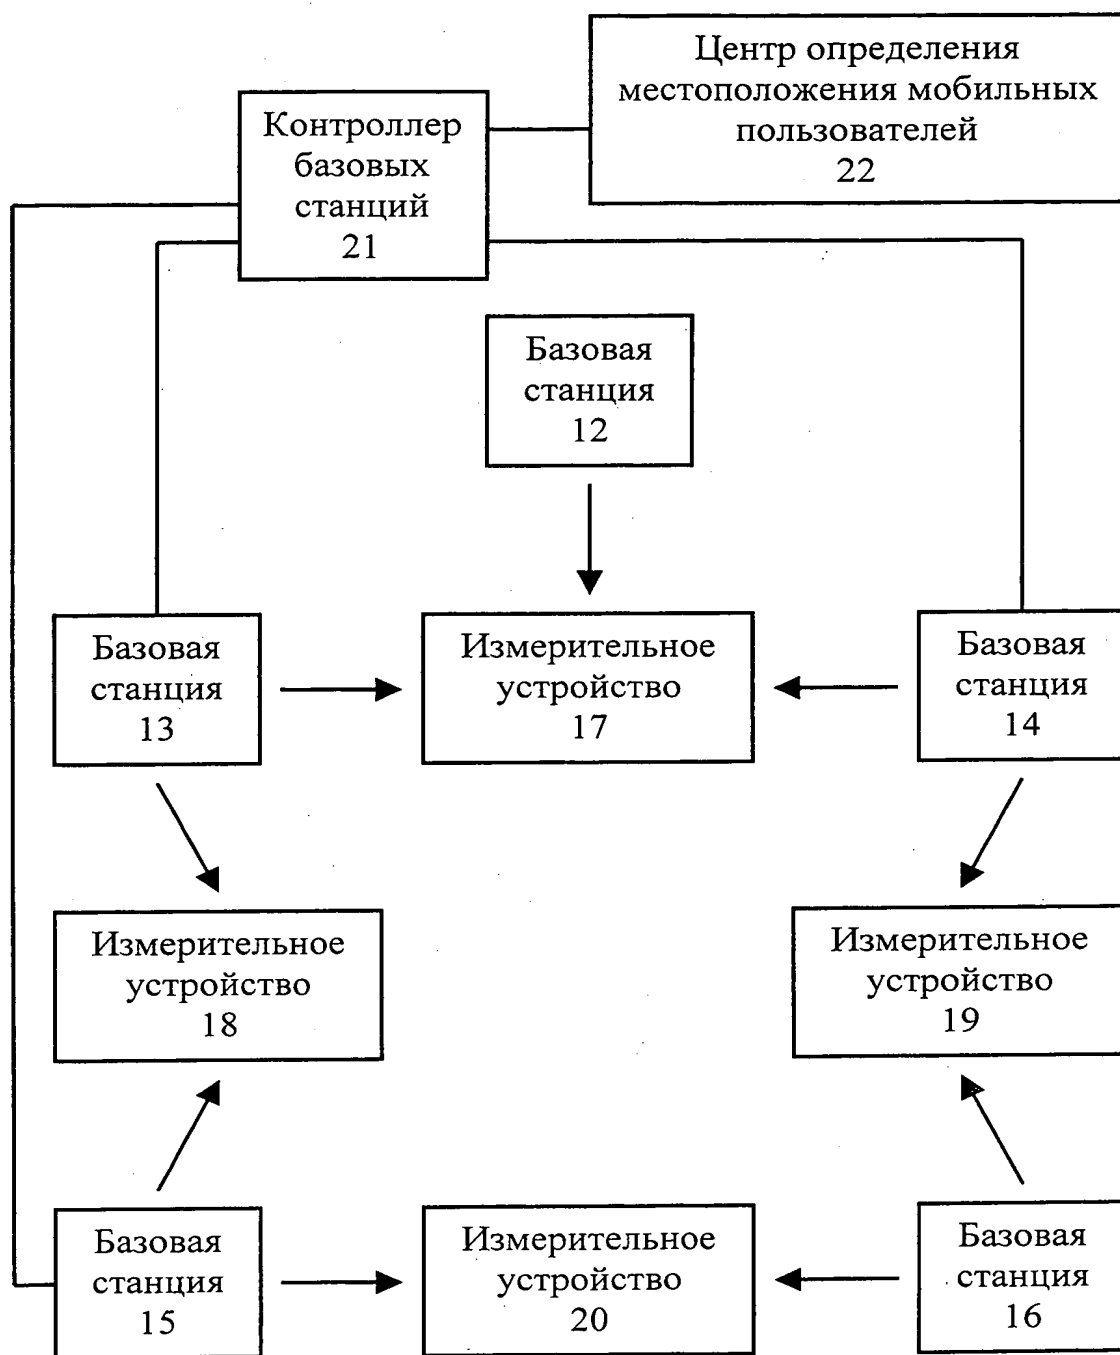 Центр определения
местоположения мобильных
пользователей
22
Контроллер
базовых
станций
21
Базовая
станция
12
Базовая
станция
13
Измерительное
устройство
17
Базовая
станция
14
Измерительное
устройство
18
Измерительное
устройство
19
Базовая
станция
15
Измерительное
устройство
20
Базовая
станция
16